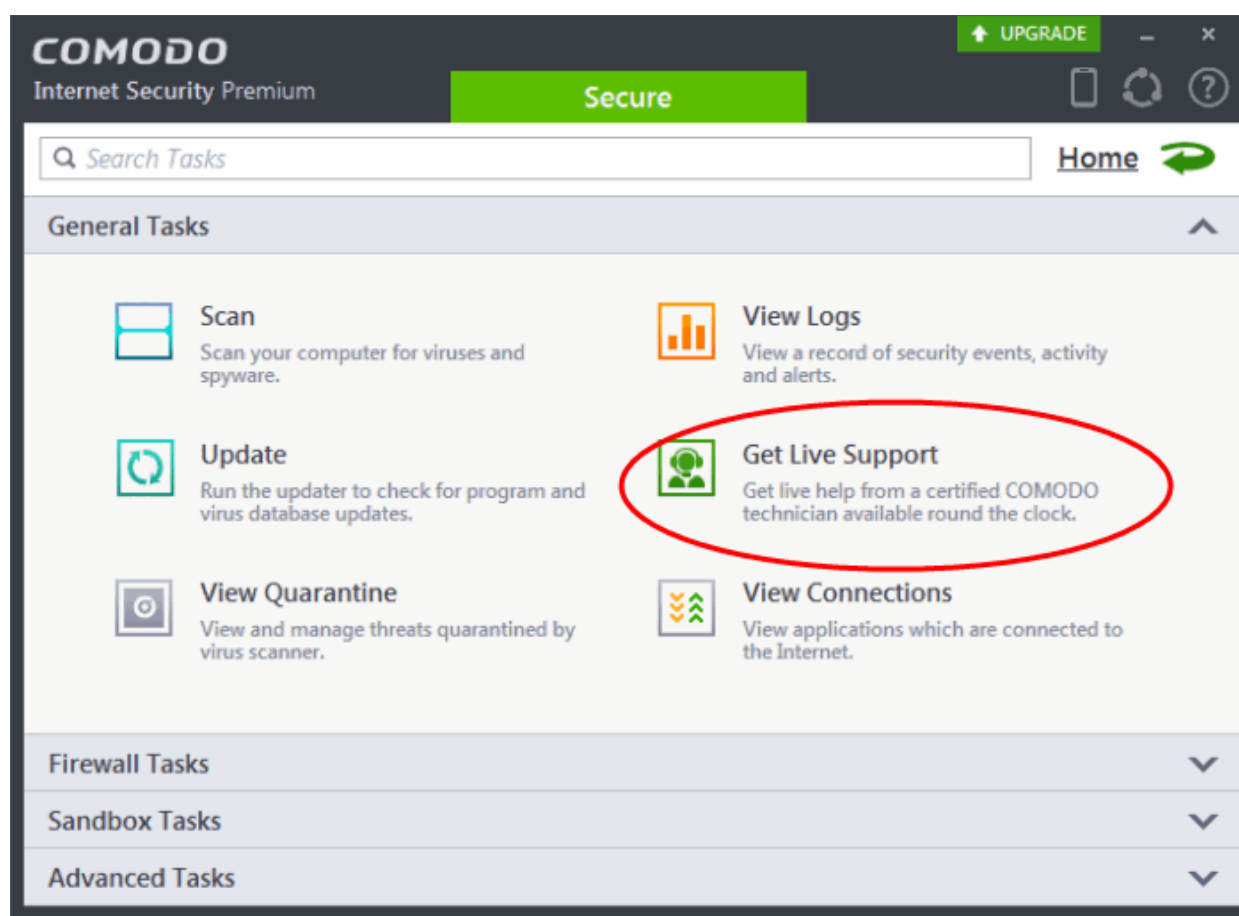 COMODO
Internet Security Premium
UPGRADE
Secure
Search Tasks
Home
General Tasks
Scan
Scan your computer for viruses and
spyware.
View Logs
View a record of security events, activity
and alerts.
Update
Run the updater to check for program and
virus database updates.
Get Live Support
Get live help from a certified COMODO
technician available round the clock.
View Quarantine
View and manage threats quarantined by
virus scanner.
View Connections
View applications which are connected to
the Internet.
Firewall Tasks
Sandbox Tasks
Advanced Tasks